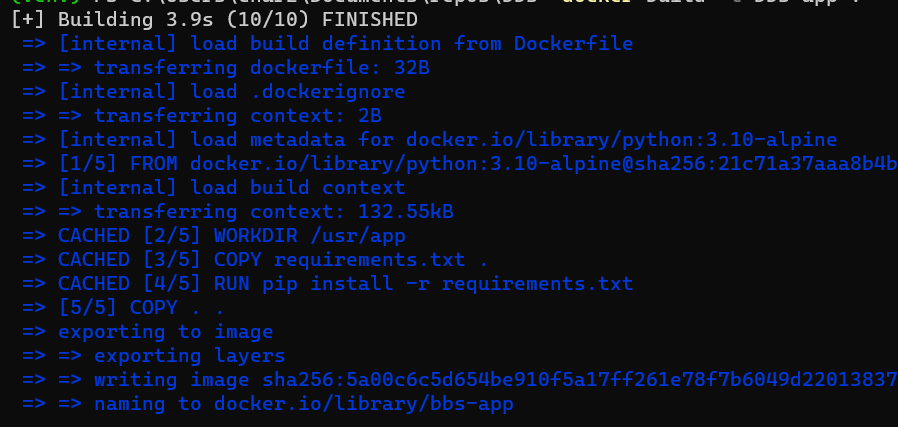 [+] Building 3.9s (10/10) FINISHED
=> [internal] load build definition from Dockerfile
=> => transferring dockerfile: 32B
=> [internal] load .dockerignore
=> => transferring context: 2B
=> [internal] load metadata for docker.io/library/python:3.10-alpine
=> [1/5] FROM docker.io/library/python:3.10-alpine@sha256:21c71a37aaa8b4b
=> [internal] load build context
=> => transferring context: 132.55kB
=> CACHED [2/5] WORKDIR /usr/app
=> CACHED [3/5] COPY requirements.txt .
=> CACHED [4/5] RUN pip install -r requirements.txt
=> [5/5] COPY . .
=> exporting to image
=> => exporting layers
=> => writing image sha256:5a00c6c5d654be910f5a17ff261e78f7b6049d22013837
=> => naming to docker.io/library/bbs-app